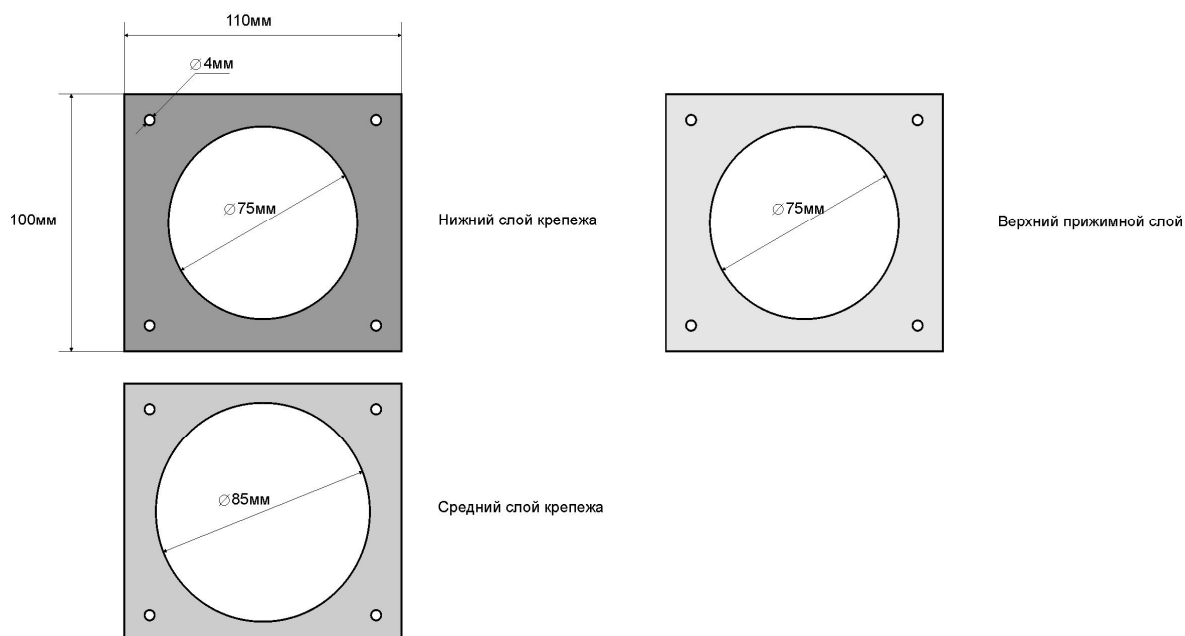 110мм
∅4мм
100мм
∅75мм
Нижний слой крепежа
∅75мм
Верхний прижимной слой
∅85мм
Средний слой крепежа